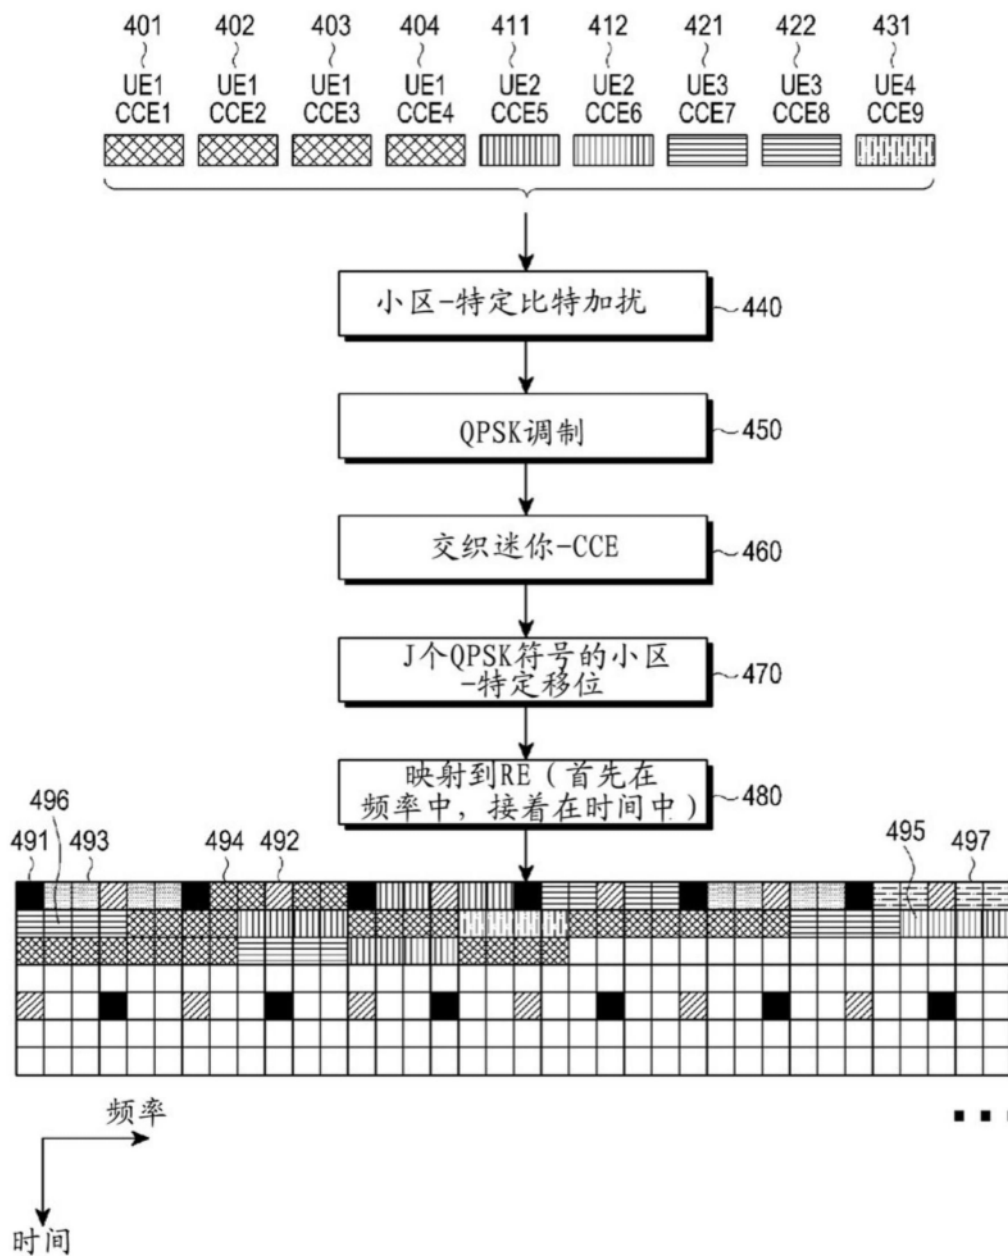 401 402 403 404 411 412 421 422 431
UE1 UE1 UE1 UE1 UE2 UE2 UE3 UE3 UE4
CCE1 CCE2 CCE3 CCE4 CCE5 CCE6 CCE7 CCE8 CCE9
小区-特定比特加扰
440
QPSK调制
450
交织迷你-CCE
460
J个QPSK符号的小区
-特定移位
470
映射到RE（首先在
频率中，接着在时间中）
480
496
491 493 494 492 495 497
频率
时间